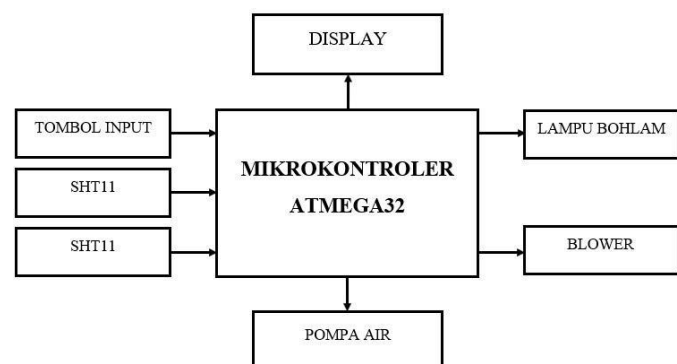 DISPLAY
TOMBOL INPUT
LAMPU BOHLAM
MIKROKONTROLER
ATMEGA32
SHT11
SHT11
BLOWER
POMPA AIR